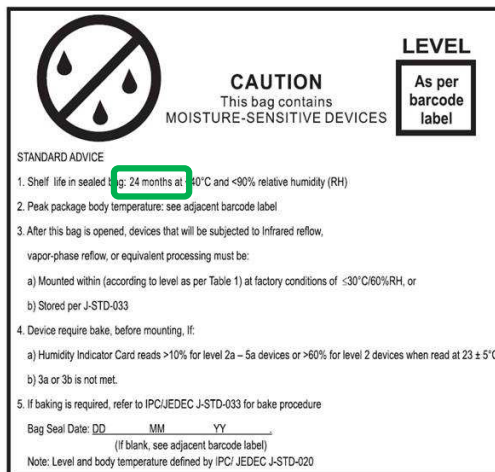 LEVEL
As per
barcode
label
CAUTION
This bag contains
MOISTURE-SENSITIVE DEVICES
STANDARD ADVICE
1. Shelf life in sealed bag: 24 months at <40°C and <90% relative humidity (RH)
2. Peak package body temperature: see adjacent barcode label
3. After this bag is opened, devices that will be subjected to Infrared reflow,
vapor-phase reflow, or equivalent processing must be:
a) Mounted within (according to level as per Table 1) at factory conditions of ≤30°C/60%RH, or
b) Stored per J-STD-033
4. Device require bake, before mounting, If:
a) Humidity Indicator Card reads >10% for level 2a – 5a devices or >60% for level 2 devices when read at 23 ± 5°C
b) 3a or 3b is not met.
5. If baking is required, refer to IPC/JEDEC J-STD-033 for bake procedure
Bag Seal Date: DD MM YY .
(If blank, see adjacent barcode label)
Note: Level and body temperature defined by IPC/ JEDEC J-STD-020